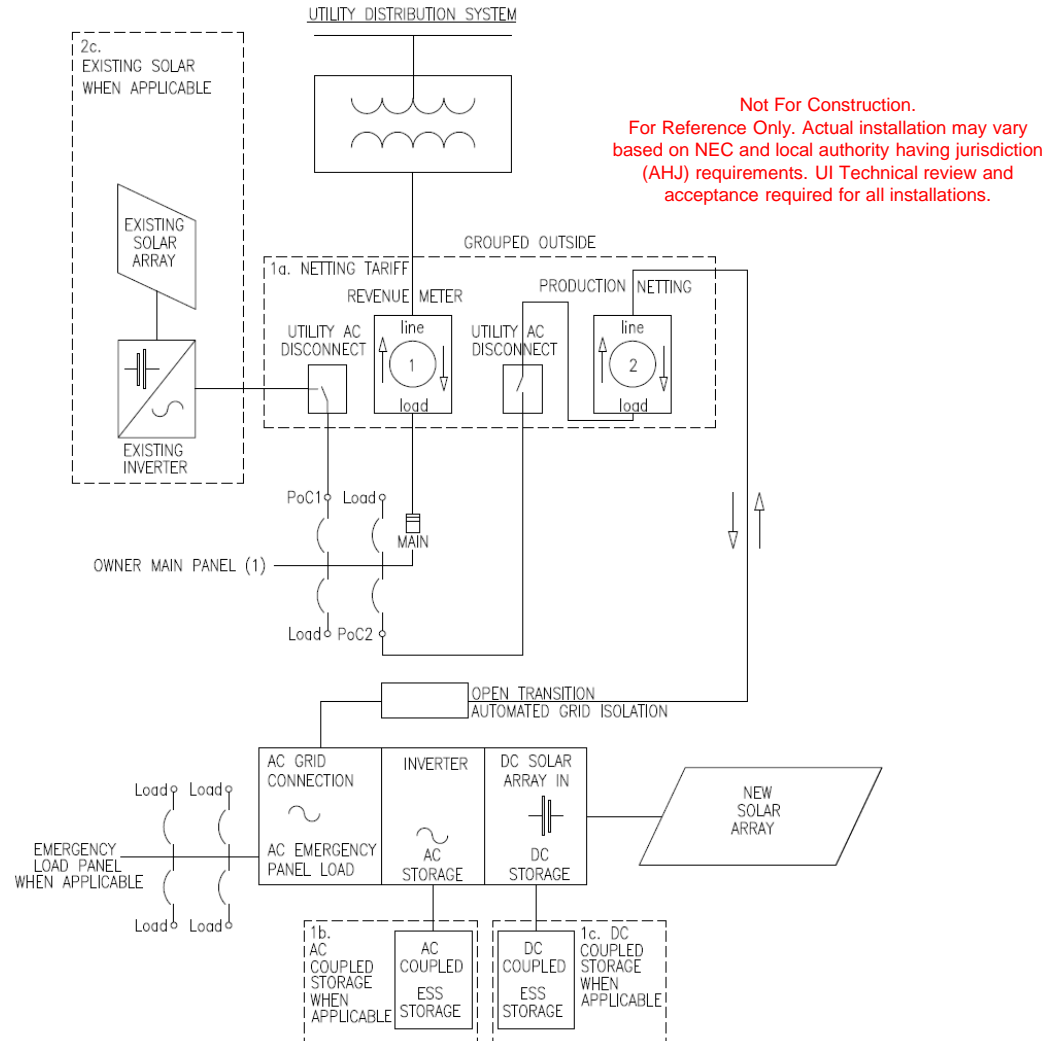 UTILITY DISTRIBUTION SYSTEM
2c.
EXISTING SOLAR
WHEN APPLICABLE
Not For Construction.
For Reference Only. Actual installation may vary
based on NEC and local authority having jurisdiction
(AHJ) requirements. UI Technical review and
acceptance required for all installations.
EXISTING
SOLAR
ARRAY
EXISTING
INVERTER
GROUPED OUTSIDE
1a. NETTING TARIFF
REVENUE METER
PRODUCTION NETTING
UTILITY AC
DISCONNECT
line
1
load
UTILITY AC
DISCONNECT
line
2
load
PoC1
Load
MAIN
OWNER MAIN PANEL (1)
Load
PoC2
OPEN TRANSITION
AUTOMATED GRID ISOLATION
AC GRID
CONNECTION
AC EMERGENCY
PANEL LOAD
INVERTER
AC
STORAGE
DC SOLAR
ARRAY IN
DC
STORAGE
NEW
SOLAR
ARRAY
Load
Load
EMERGENCY
LOAD PANEL
WHEN APPLICABLE
Load
Load
1b.
AC
COUPLED
STORAGE
WHEN
APPLICABLE
AC
COUPLED
ESS
STORAGE
DC
COUPLED
ESS
STORAGE
1c. DC
COUPLED
STORAGE
WHEN
APPLICABLE